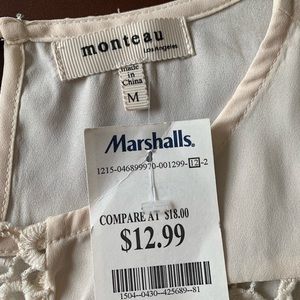 monteau
Los Angeles
made
in
China
M
Marshalls.
1215-046899970-001299-12-2
COMPARE AT $18.00
$12.99
1504--0430--425689--81